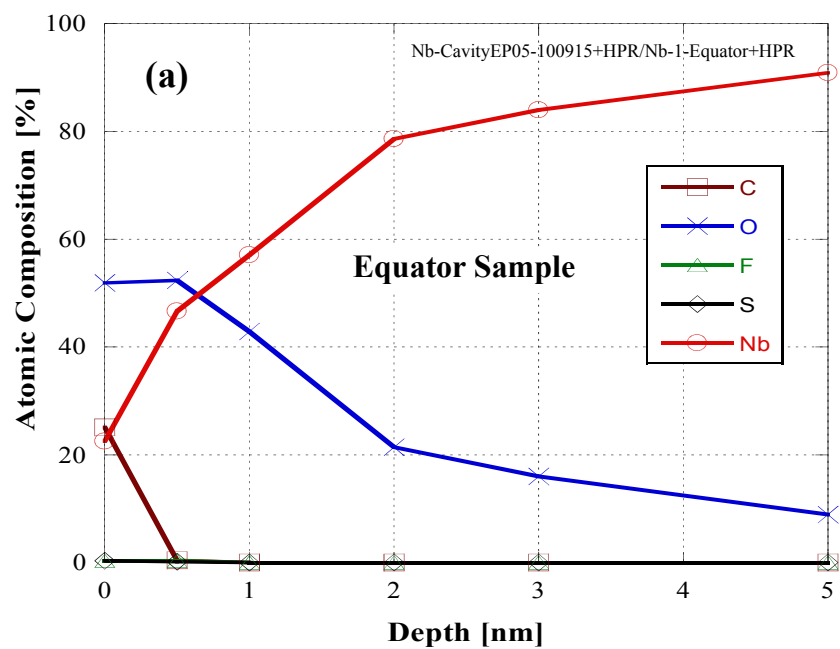 Nb-CavityEP05-100915+HPR/Nb-1-Equator+HPR
(a)
100
80
60
40
20
0
Atomic Composition [%]
C
O
F
S
Nb
Equator Sample
0 1 2 3 4 5
Depth [nm]